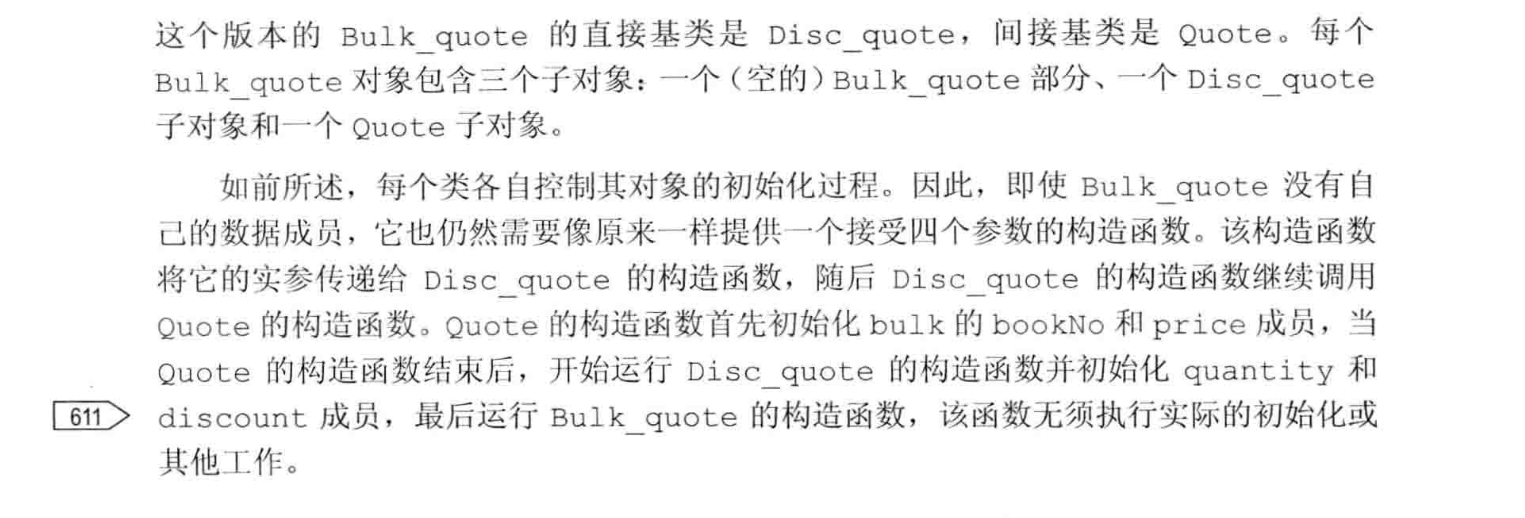 这个版本的 Bulk_quote 的直接基类是 Disc_quote，间接基类是 Quote。每个
Bulk_quote 对象包含三个子对象：一个（空的）Bulk_quote 部分、一个 Disc_quote
子对象和一个 Quote 子对象。
如前所述，每个类各自控制其对象的初始化过程。因此，即使 Bulk_quote 没有自
己的数据成员，它也仍然需要像原来一样提供一个接受四个参数的构造函数。该构造函数
将它的实参传递给 Disc_quote 的构造函数，随后 Disc_quote 的构造函数继续调用
Quote 的构造函数。Quote 的构造函数首先初始化 bulk 的 bookNo 和 price 成员，当
Quote 的构造函数结束后，开始运行 Disc_quote 的构造函数并初始化 quantity 和
611 discount 成员，最后运行 Bulk_quote 的构造函数，该函数无须执行实际的初始化或
其他工作。